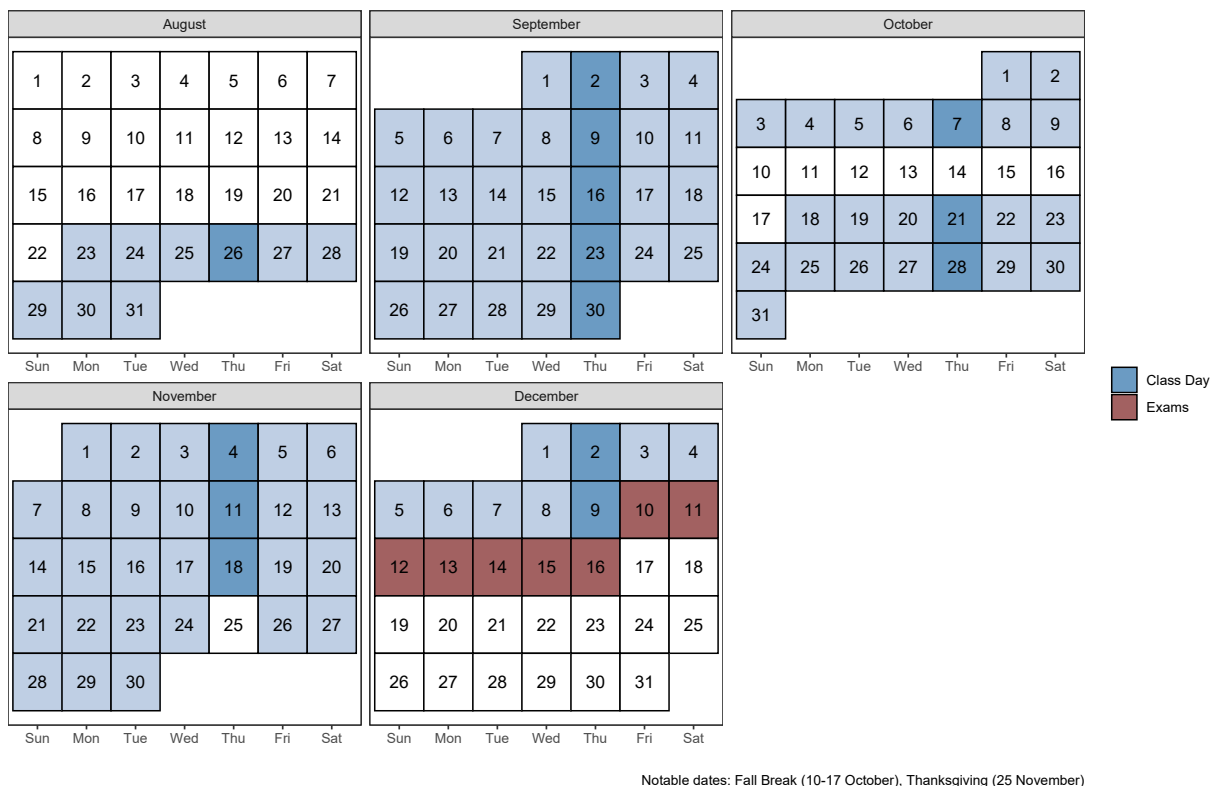 August
1 2 3 4 5 6 7
8 9 10 11 12 13 14
15 16 17 18 19 20 21
22 23 24 25 26 27 28
29 30 31
Sun Mon Tue Wed Thu Fri Sat
September
1 2 3 4
5 6 7 8 9 10 11
12 13 14 15 16 17 18
19 20 21 22 23 24 25
26 27 28 29 30
Sun Mon Tue Wed Thu Fri Sat
October
1 2
3 4 5 6 7 8 9
10 11 12 13 14 15 16
17 18 19 20 21 22 23
24 25 26 27 28 29 30
31
Sun Mon Tue Wed Thu Fri Sat
November
1 2 3 4 5 6
7 8 9 10 11 12 13
14 15 16 17 18 19 20
21 22 23 24 25 26 27
28 29 30
Sun Mon Tue Wed Thu Fri Sat
December
1 2 3 4
5 6 7 8 9 10 11
12 13 14 15 16 17 18
19 20 21 22 23 24 25
26 27 28 29 30 31
Sun Mon Tue Wed Thu Fri Sat
Class Day
Exams
Notable dates: Fall Break (10-17 October), Thanksgiving (25 November)